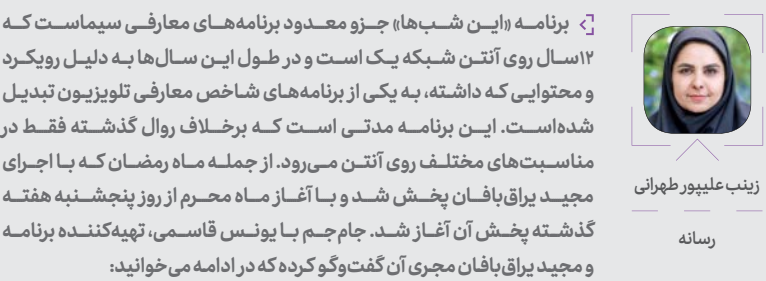 برنامه «این شب‌ها» جزو معدود برنامه‌های معارفی سیماست که
۱۲سال روی آنتن شبکه یک است و در طول این سال‌ها به دلیل رویکرد
و محتوایی که داشته، به یکی از برنامه‌های شاخص معارفی تلویزیون تبدیل
شده‌است. این برنامه مدتی است که برخلاف روال گذشته فقط در
مناسبت‌های مختلف روی آنتن می‌رود. از جمله ماه رمضان که با اجرای
مجید یراق‌بافان پخش شد و با آغاز ماه محرم از روز پنجشنبه هفته
گذشته پخش آن آغاز شد. جام‌جم با یونس قاسمی، تهیه‌کننده برنامه
و مجید یراق‌بافان مجری آن گفت‌وگو کرده که در ادامه می‌خوانید:
زینب علیپور طهرانی
رسانه